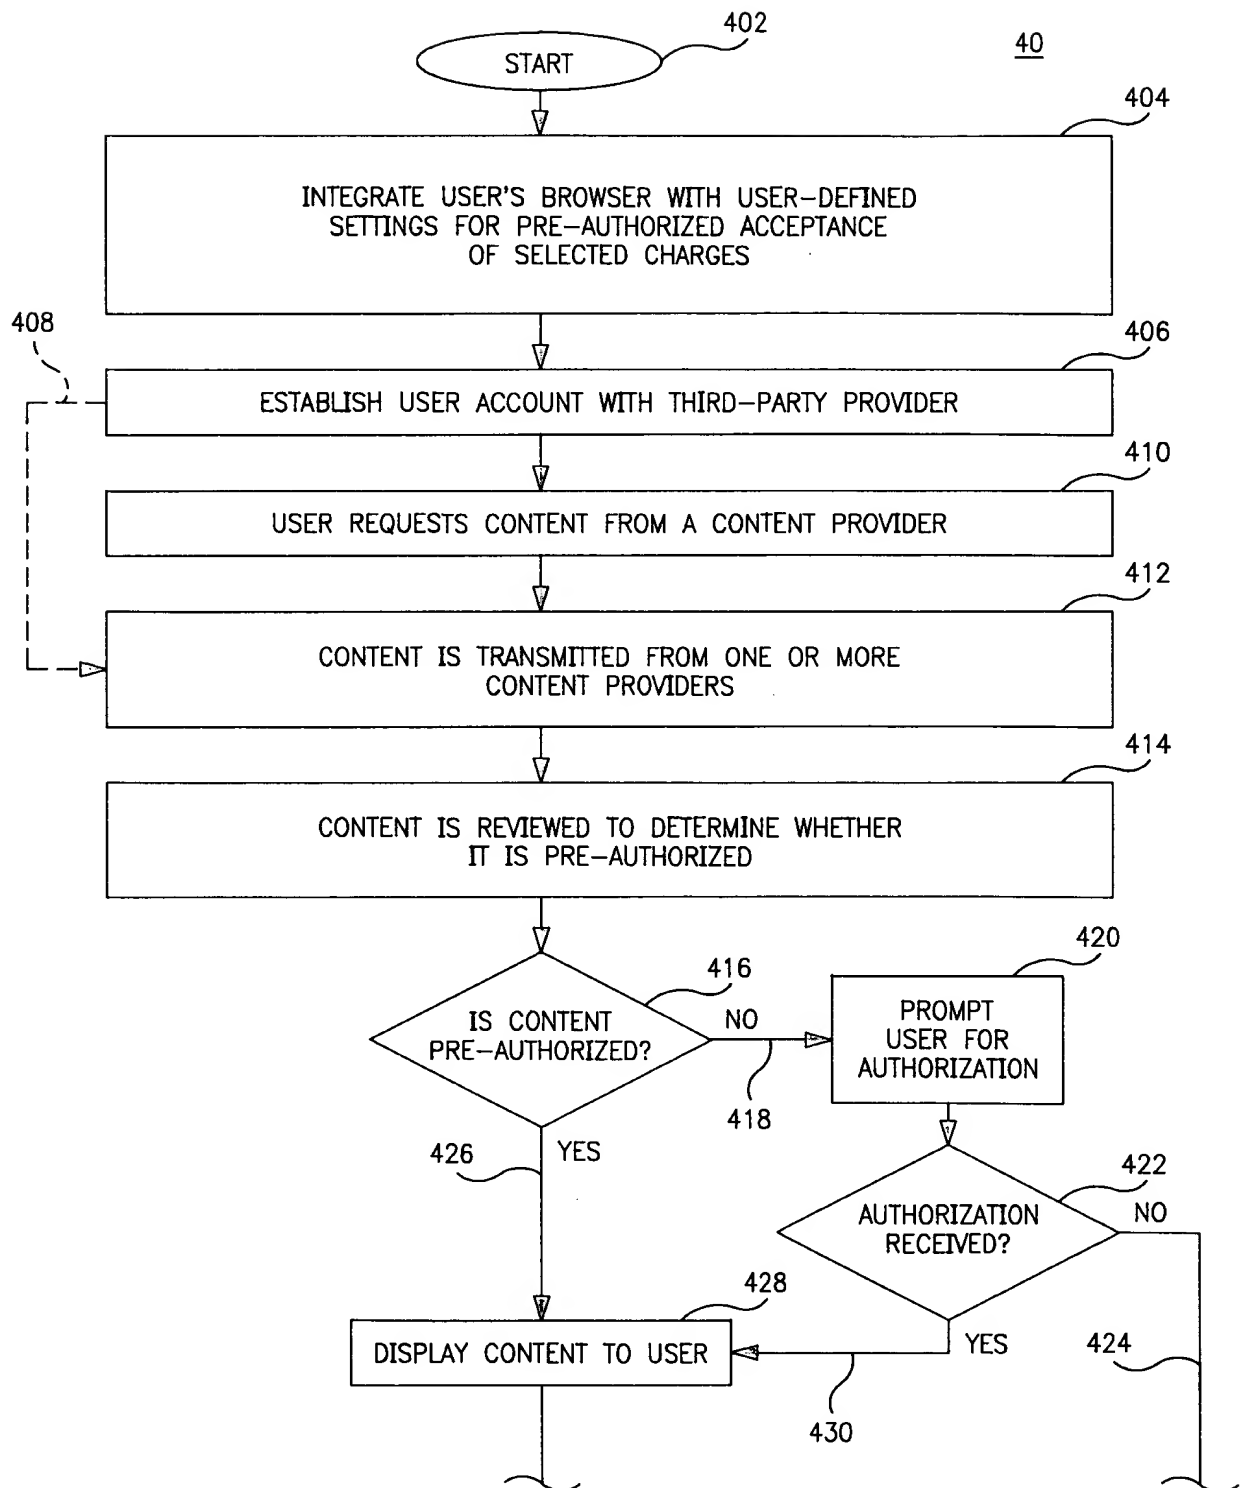 402
40
START
404
INTEGRATE USER'S BROWSER WITH USER-DEFINED
SETTINGS FOR PRE-AUTHORIZED ACCEPTANCE
OF SELECTED CHARGES
408
406
ESTABLISH USER ACCOUNT WITH THIRD-PARTY PROVIDER
410
USER REQUESTS CONTENT FROM A CONTENT PROVIDER
412
CONTENT IS TRANSMITTED FROM ONE OR MORE
CONTENT PROVIDERS
414
CONTENT IS REVIEWED TO DETERMINE WHETHER
IT IS PRE-AUTHORIZED
420
416
IS CONTENT
PRE-AUTHORIZED?
NO
418
PROMPT
USER FOR
AUTHORIZATION
426
YES
422
AUTHORIZATION
RECEIVED?
NO
428
DISPLAY CONTENT TO USER
YES
424
430